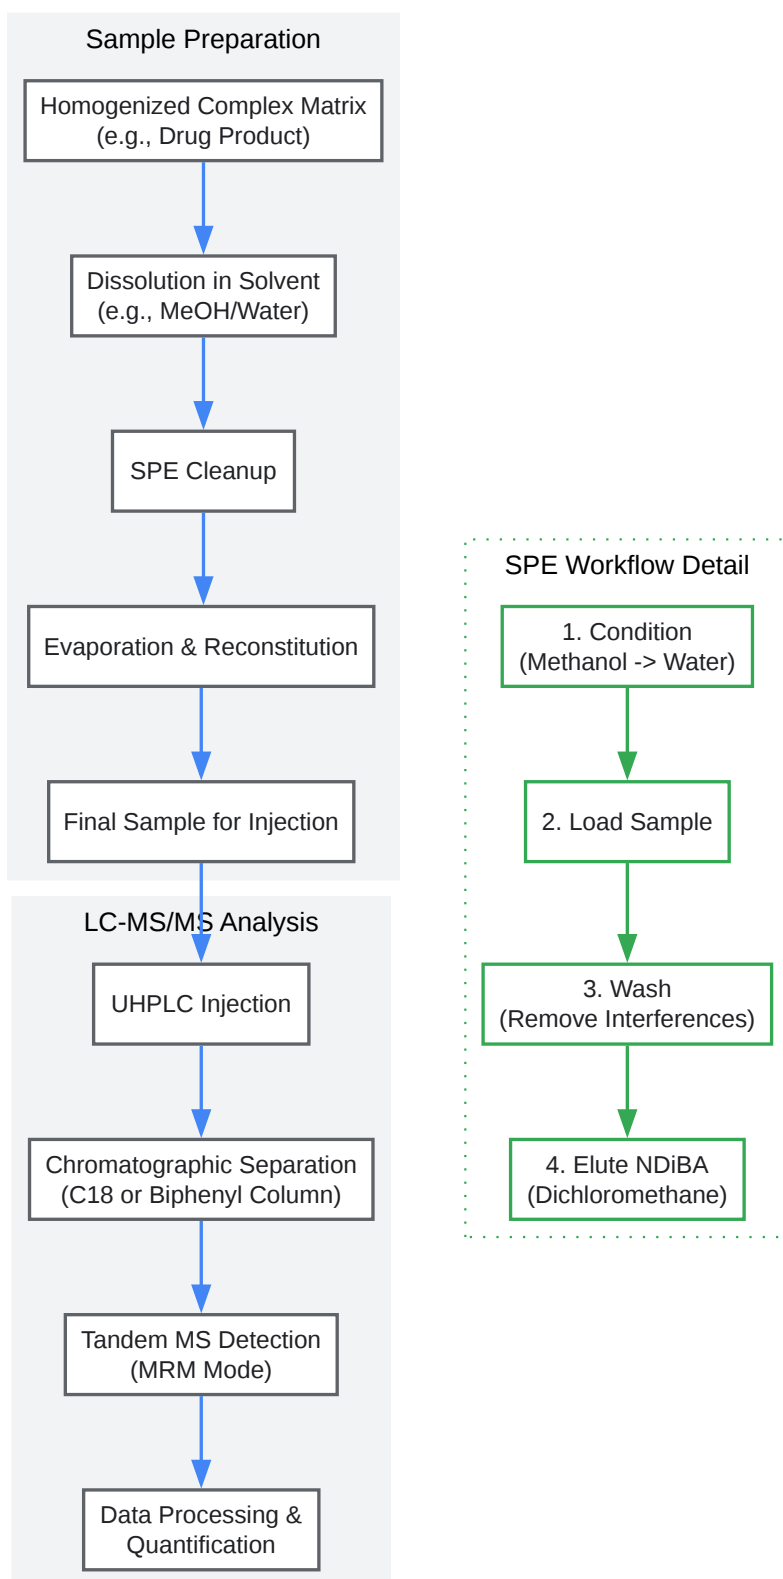 Sample Preparation
Homogenized Complex Matrix
(e.g., Drug Product)
Dissolution in Solvent
(e.g., MeOH/Water)
SPE Cleanup
Evaporation & Reconstitution
Final Sample for Injection
LC-MS/MS Analysis
UHPLC Injection
Chromatographic Separation
(C18 or Biphenyl Column)
Tandem MS Detection
(MRM Mode)
Data Processing &
Quantification
SPE Workflow Detail
1. Condition
(Methanol -> Water)
2. Load Sample
3. Wash
(Remove Interferences)
4. Elute NDiBA
(Dichloromethane)